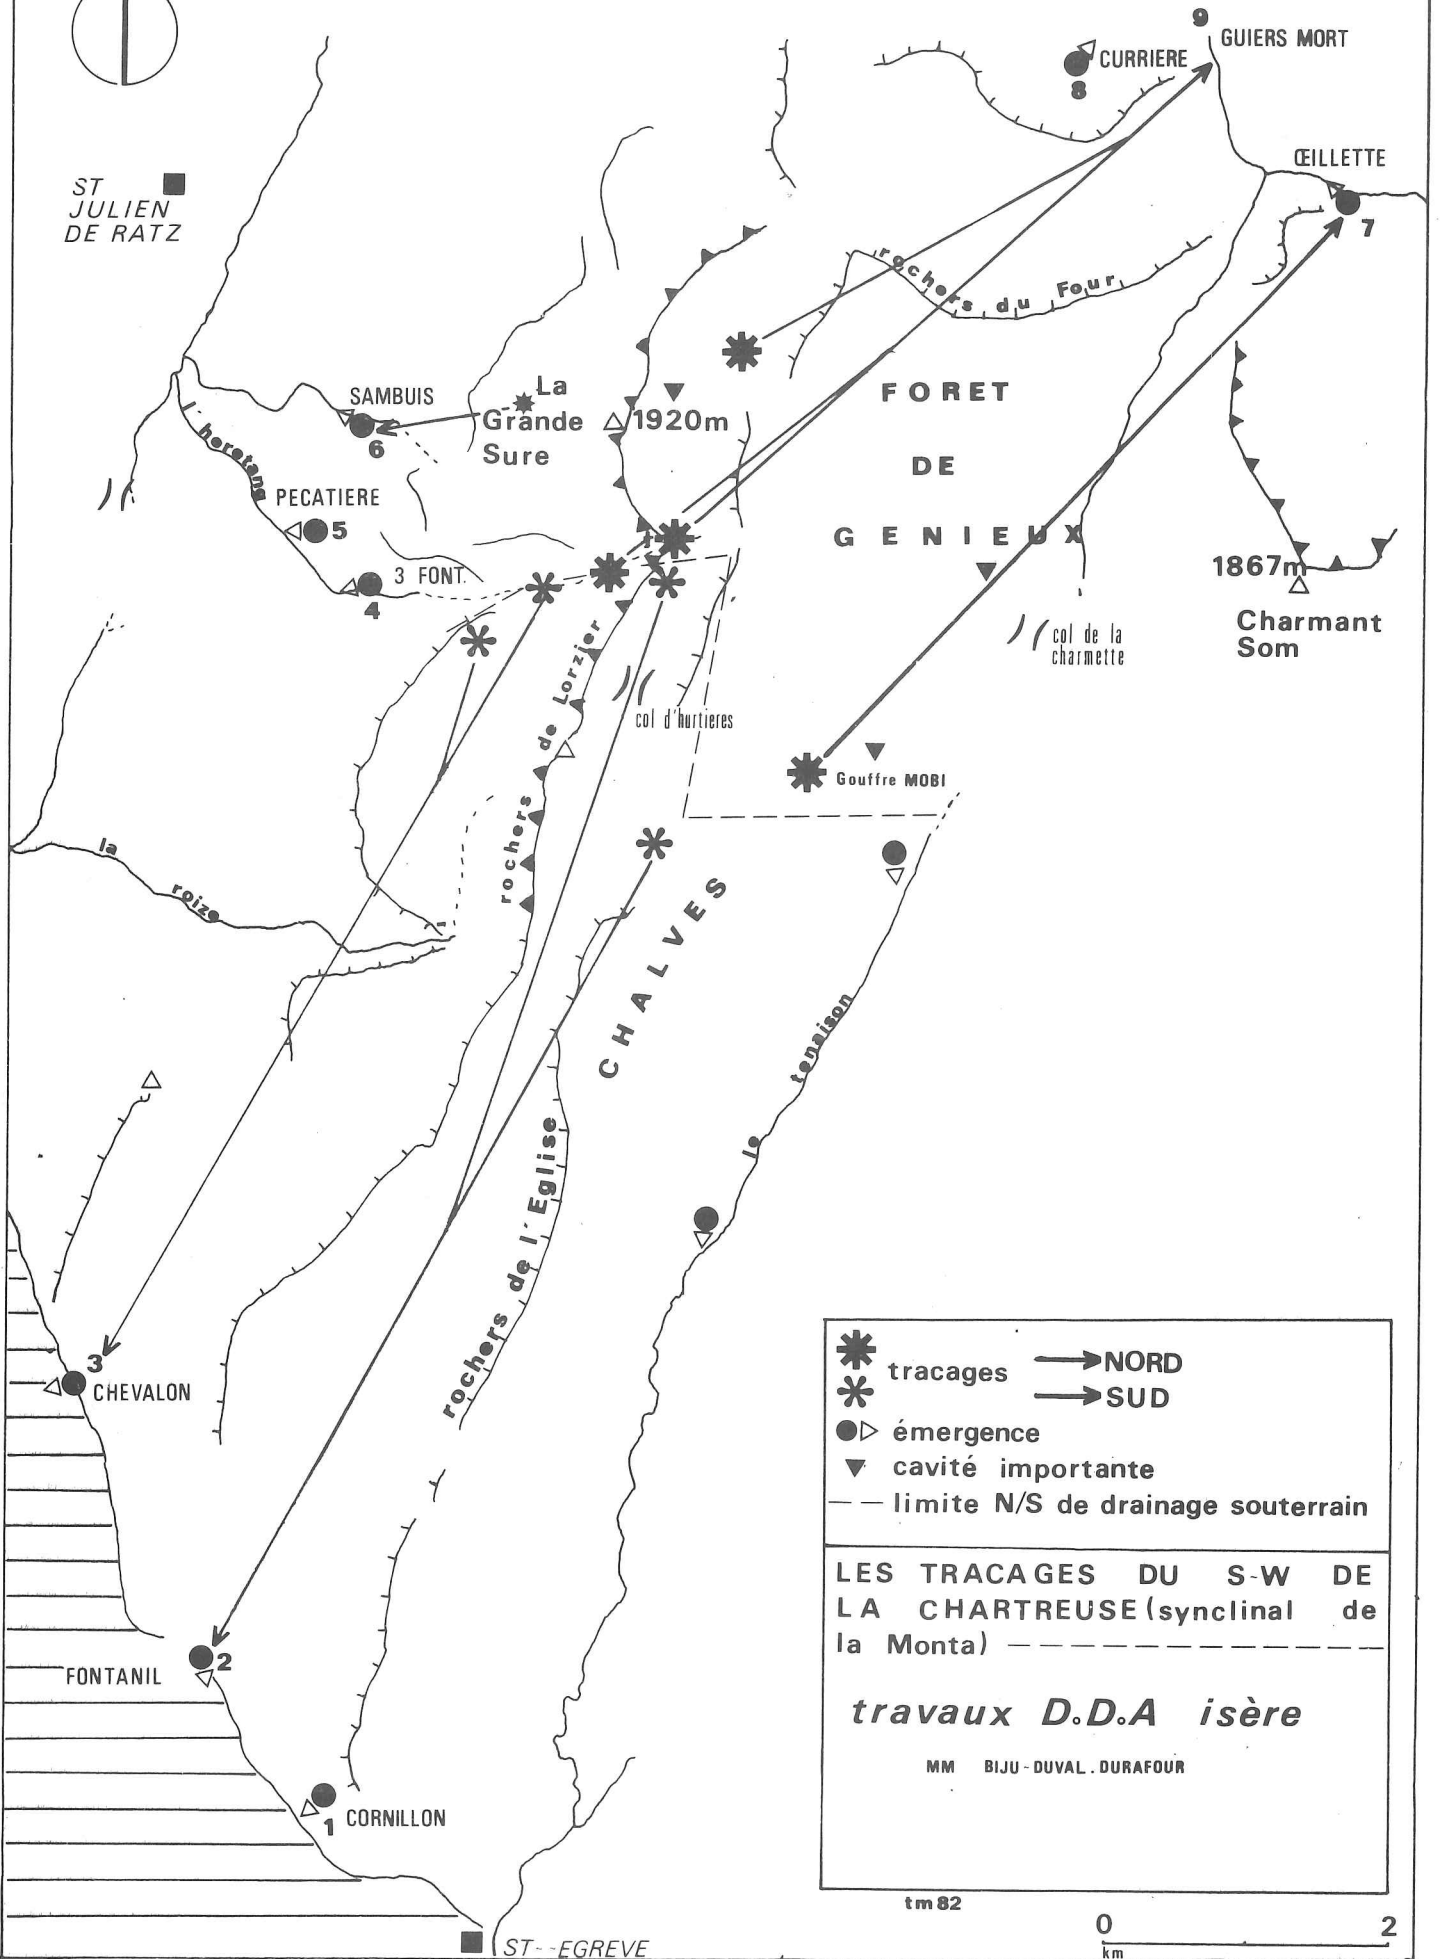 9
GUIERS MORT
CURRIERE
8
ŒILLETTE
7
ST
JULIEN
DE RATZ
rochers du Four
La
Grande
Sure
1920m
SAMBUIS
6
l'heretang
PECATIERE
5
3 FONT.
4
FORET
DE
GENIEUX
1867m
Charmant
Som
col de la
charmette
rochers de Lorzier
col d'hurtieres
Gouffre MOBI
la
roize
CHALVES
le tenaison
rochers de l'Eglise
3
CHEVALON
2
FONTANIL
1
CORNILLON
ST--EGREVE
tracages
NORD
SUD
émergence
cavité importante
limite N/S de drainage souterrain
LES TRACAGES DU S-W DE
LA CHARTREUSE (synclinal de
la Monta)
travaux D.D.A isère
MM BIJU-DUVAL.DURAFOUR
tm82
0 2
km